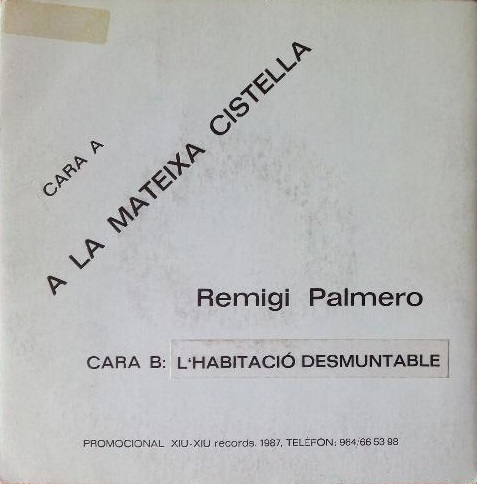 CARA A
A LA MATEIXA CISTELLA
Remigi Palmero
CARA B: L'HABITACIÓ DESMUNTABLE
PROMOCIONAL XIU-XIU records. 1987, TELÈFON: 964/66 53 98